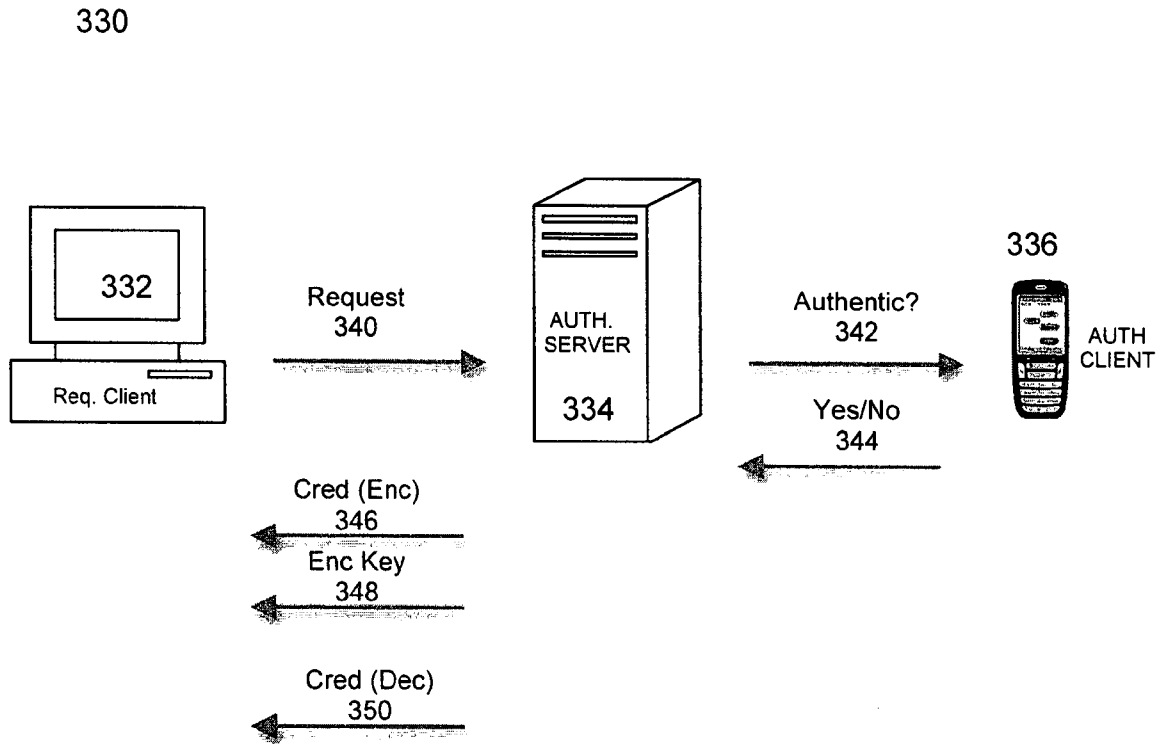 330
332
Req. Client
Request
340
AUTH.
SERVER
334
Authentic?
342
Yes/No
344
336
AUTH
CLIENT
Cred (Enc)
346
Enc Key
348
Cred (Dec)
350